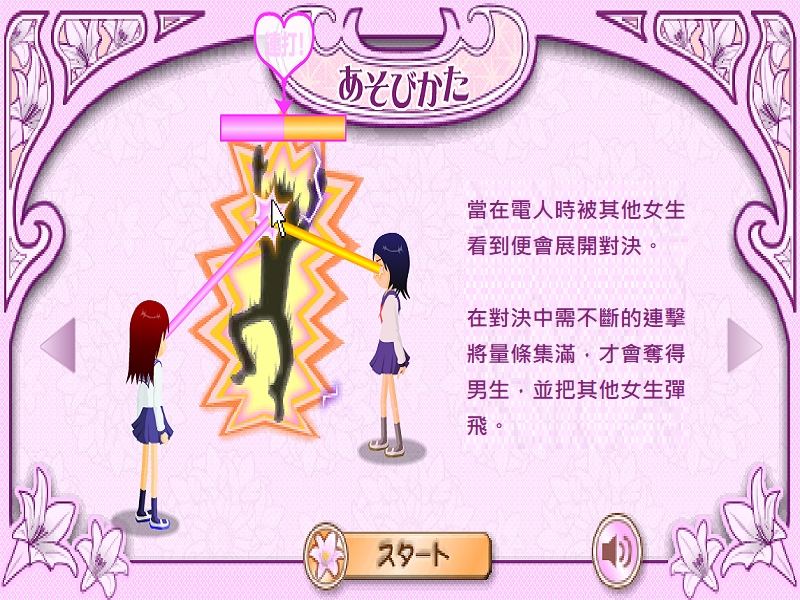 連打!
あそびかた
當在電人時被其他女生
看到便會展開對決。
在對決中需不斷的連擊
將量條集滿，才會奪得
男生，並把其他女生彈
飛。
スタート